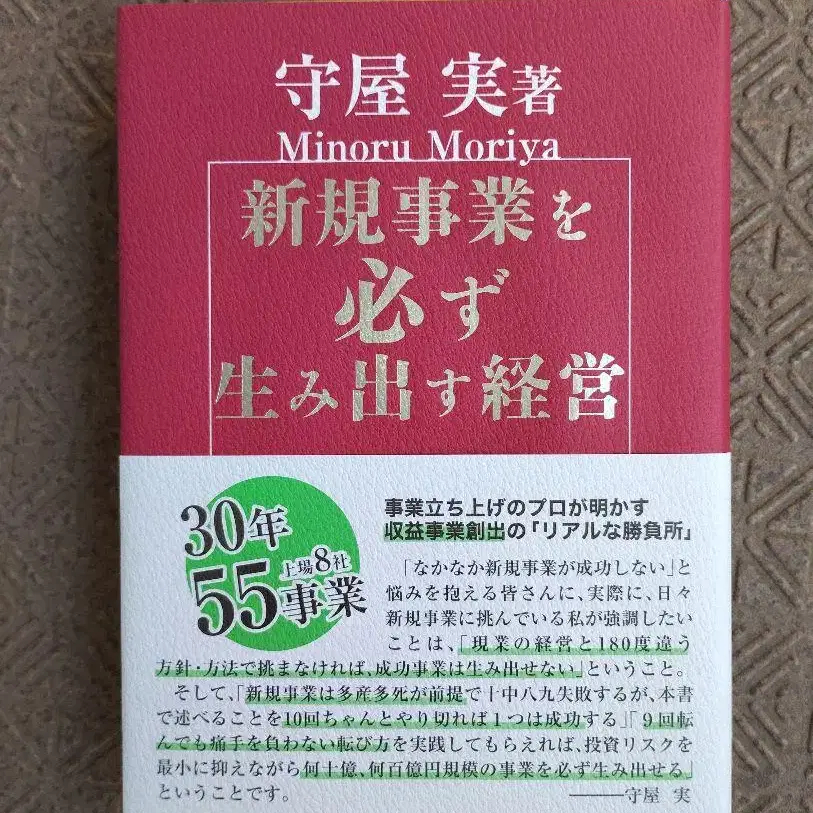 守屋 実著
Minoru Moriya
新規事業を
必ず
生み出す経営
30年
上場8社
55事業
事業立ち上げのプロが明かす
収益事業創出の「リアルな勝負所」
「なかなか新規事業が成功しない」と
悩みを抱える皆さんに、実際に、日々
新規事業に挑んでいる私が強調したい
ことは、「現業の経営と180度違う
方針・方法で挑まなければ、成功事業は生み出せない」ということ。
そして、「新規事業は多産多死が前提で十中八九失敗するが、本書
で述べることを10回ちゃんとやり切れば1つは成功する」「9回転
んでも痛手を負わない転び方を実践してもらえれば、投資リスクを
最小に抑えながら何十億、何百億円規模の事業を必ず生み出せる」
ということです。 ――守屋 実